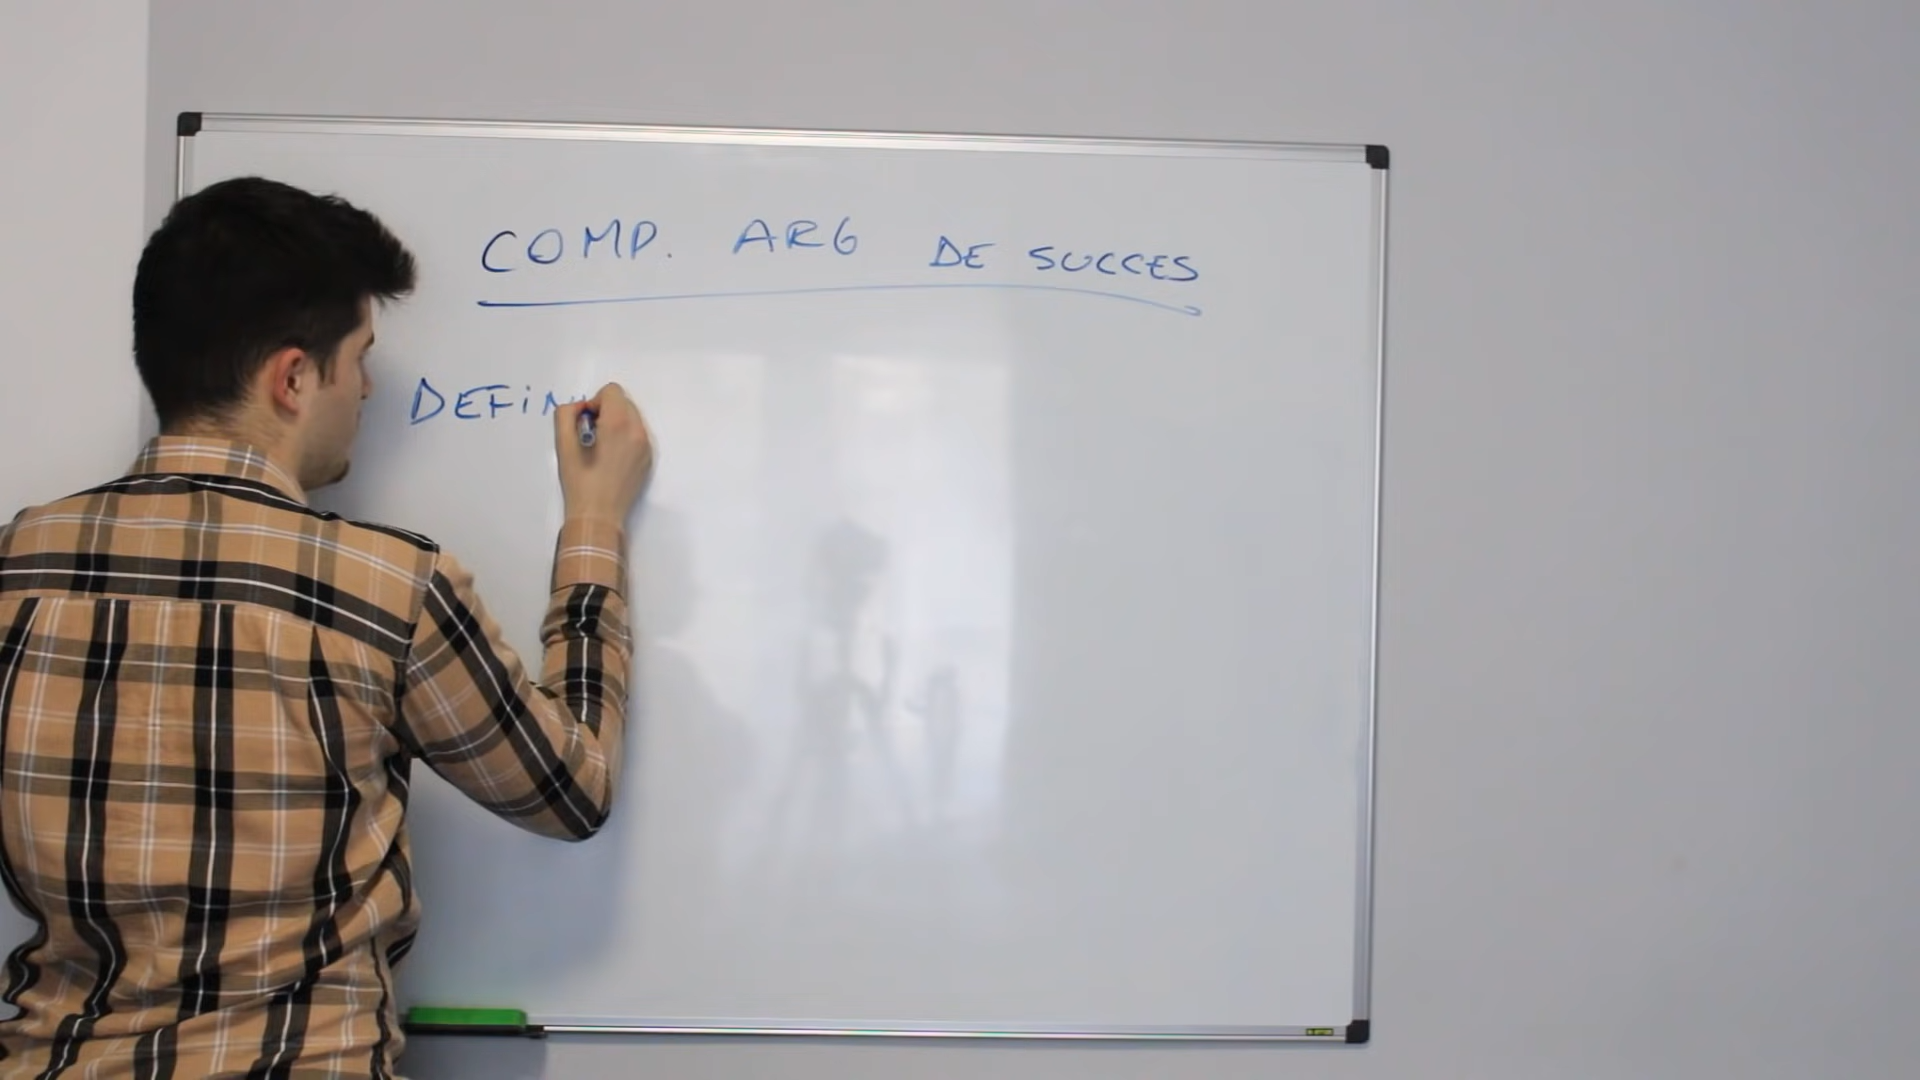 COMP. ARG DE SUCCES
DEFIN